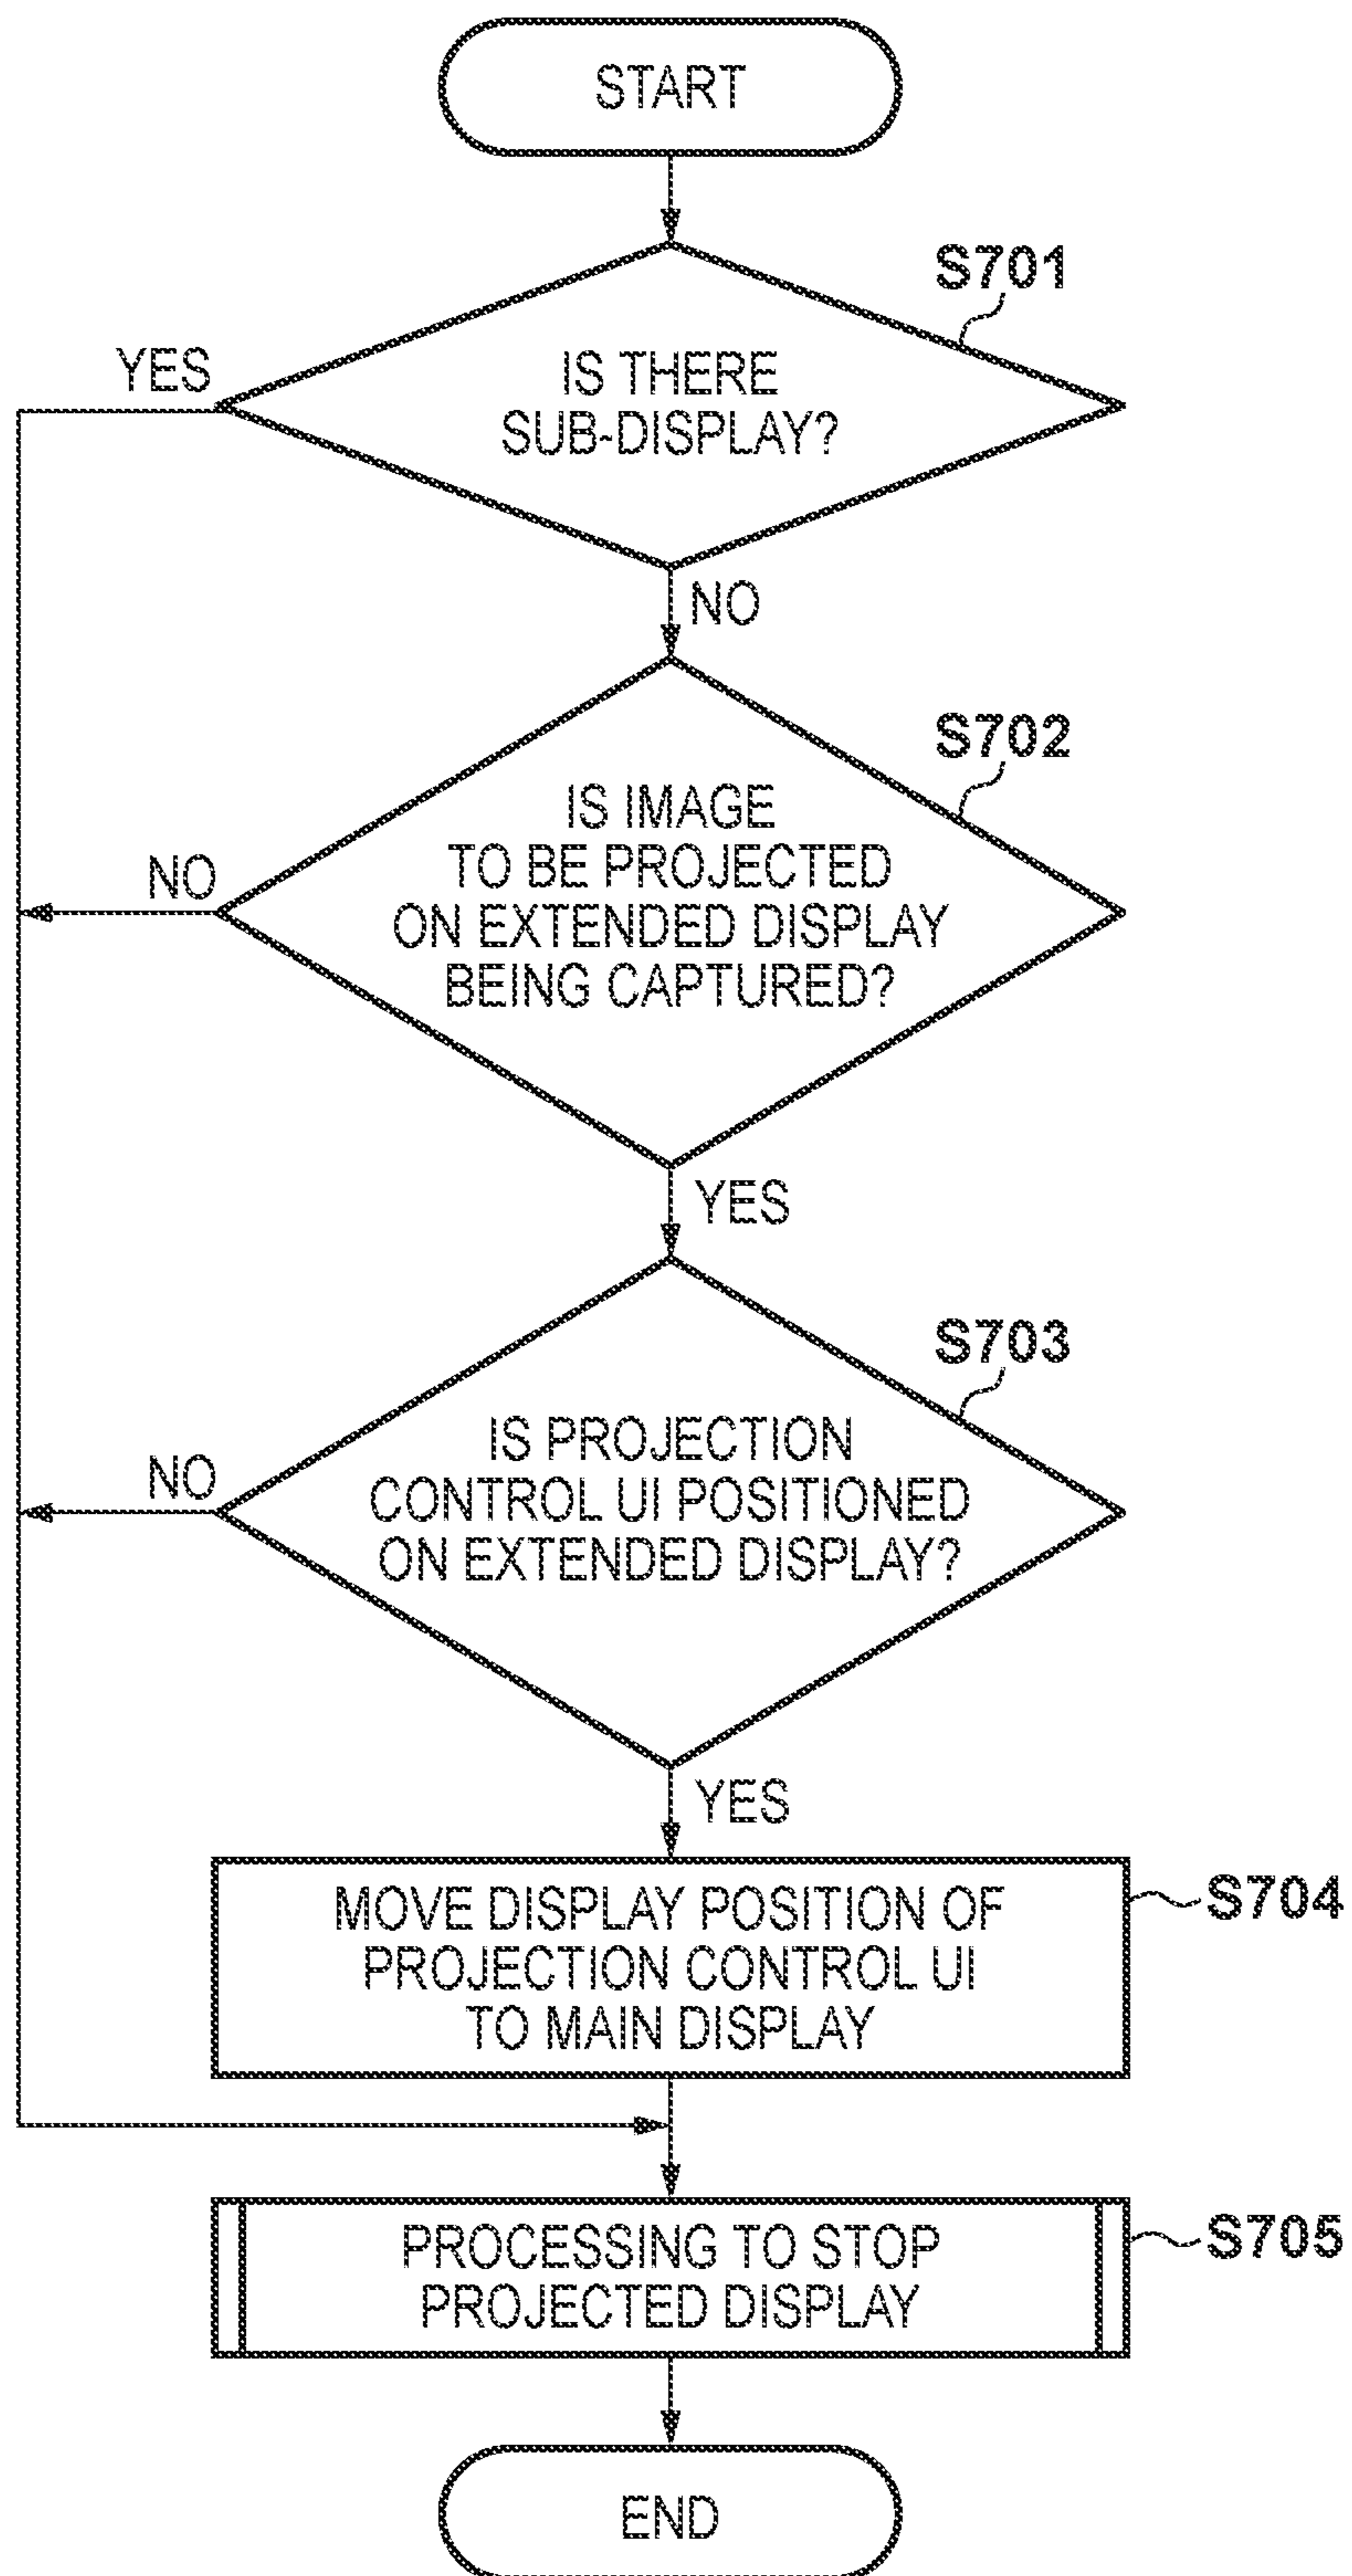 START
S701
YES
IS THERE
SUB-DISPLAY?
NO
S702
IS IMAGE
TO BE PROJECTED
ON EXTENDED DISPLAY
BEING CAPTURED?
NO
YES
S703
IS PROJECTION
CONTROL UI POSITIONED
ON EXTENDED DISPLAY?
NO
YES
MOVE DISPLAY POSITION OF
PROJECTION CONTROL UI
TO MAIN DISPLAY
S704
PROCESSING TO STOP
PROJECTED DISPLAY
S705
END